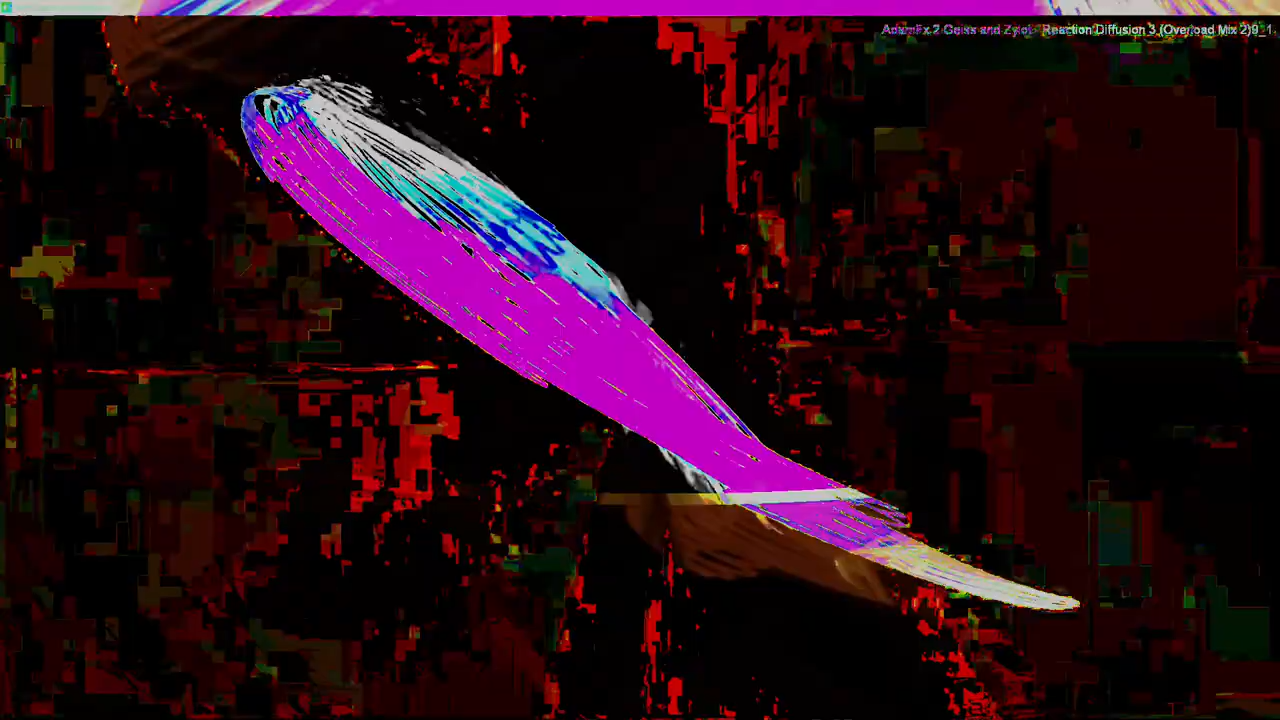 AdamFx 2 Geiss and Zylot - Reaction Diffusion 3 (Overload Mix 2)9_1.